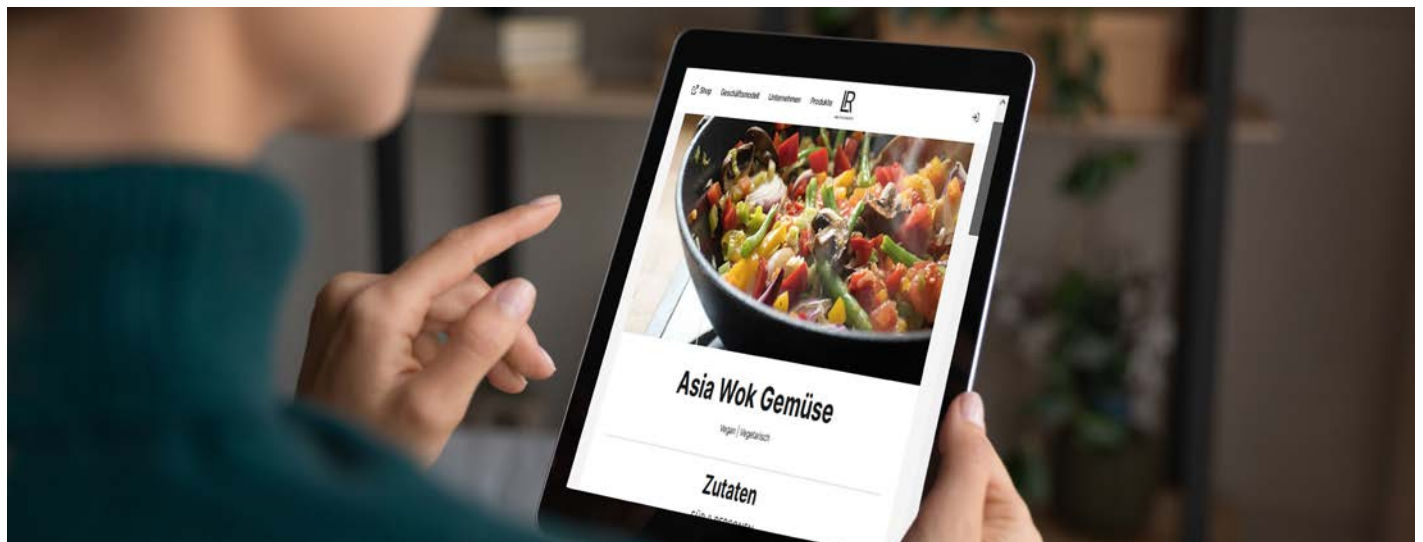 Shop Geschäftsmodell Unternehmen Produkte LR
Asia Wok Gemüse
Vegan | Vegetarisch
Zutaten